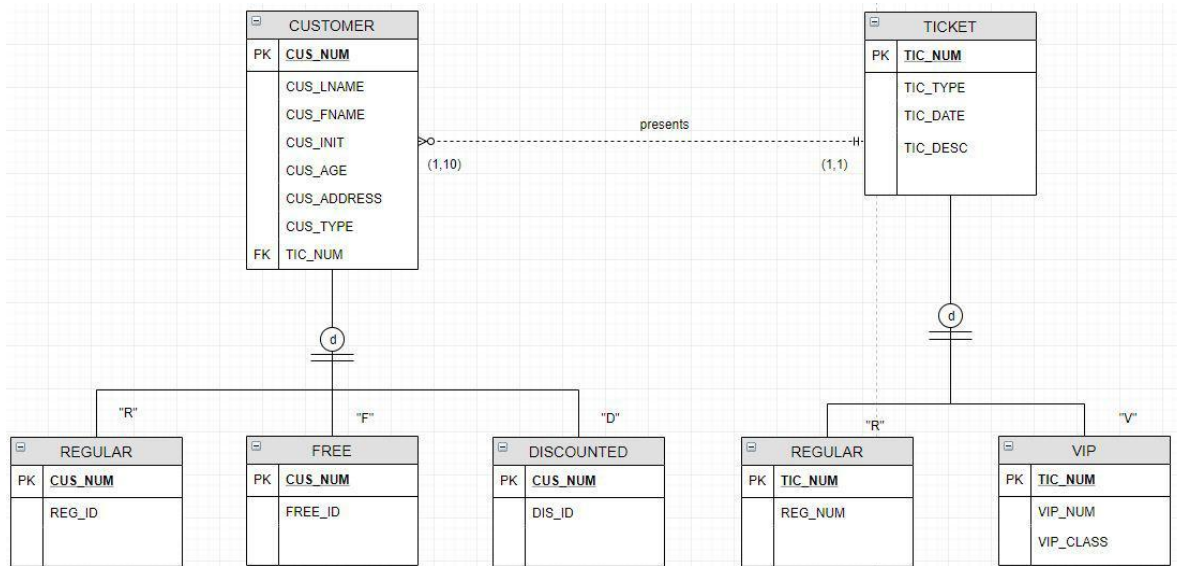 CUSTOMER
PK CUS_NUM
CUS_LNAME
CUS_FNAME
CUS_INIT
CUS_AGE
CUS_ADDRESS
CUS_TYPE
FK TIC_NUM
presents
(1,10)
(1,1)
TICKET
PK TIC_NUM
TIC_TYPE
TIC_DATE
TIC_DESC
d
"R"
"F"
"D"
REGULAR
PK CUS_NUM
REG_ID
FREE
PK CUS_NUM
FREE_ID
DISCOUNTED
PK CUS_NUM
DIS_ID
d
"R"
"V"
REGULAR
PK TIC_NUM
REG_NUM
VIP
PK TIC_NUM
VIP_NUM
VIP_CLASS